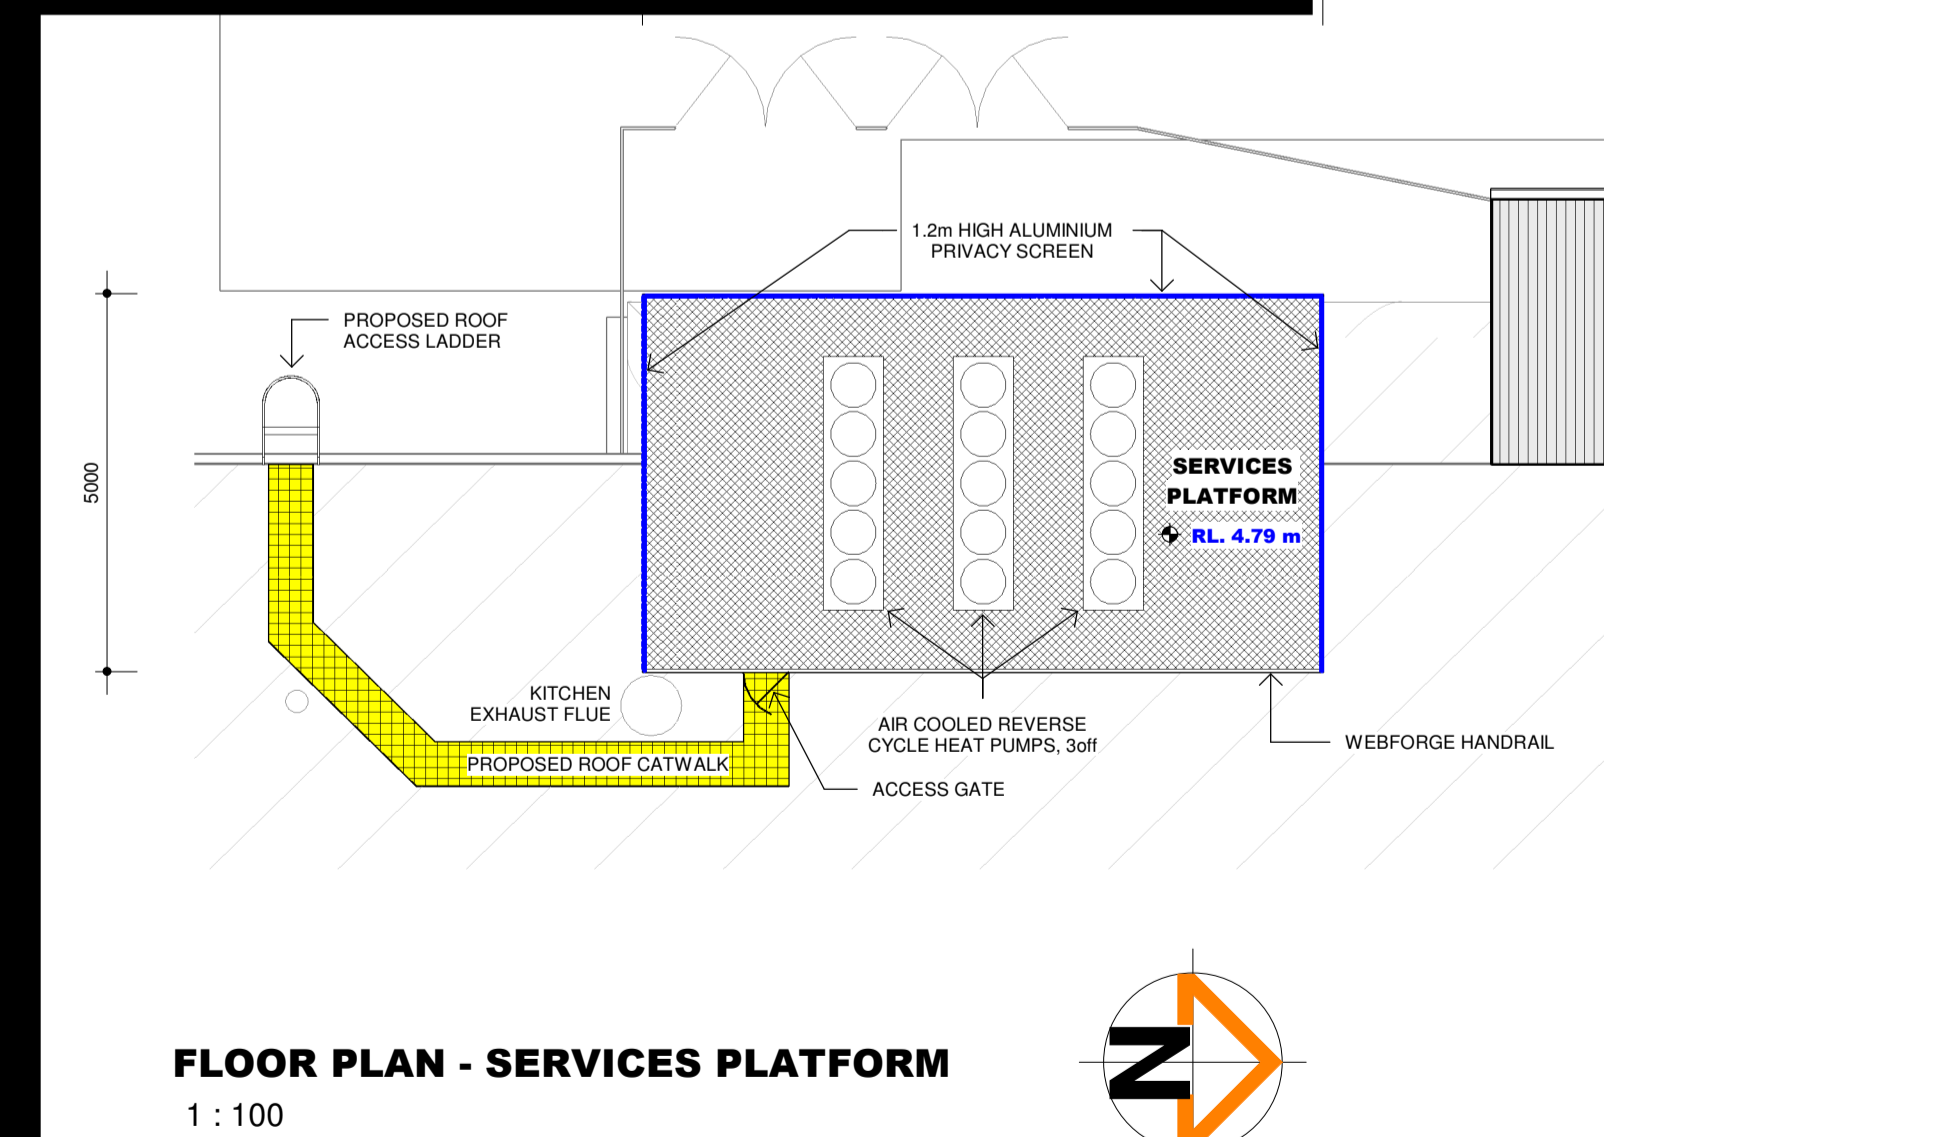 1.2m HIGH ALUMINIUM
PRIVACY SCREEN
PROPOSED ROOF
ACCESS LADDER
5000
SERVICES
PLATFORM
RL. 4.79 m
KITCHEN
EXHAUST FLUE
PROPOSED ROOF CATWALK
AIR COOLED REVERSE
CYCLE HEAT PUMPS, 3off
ACCESS GATE
WEBFORGE HANDRAIL
N
FLOOR PLAN - SERVICES PLATFORM
1 : 100